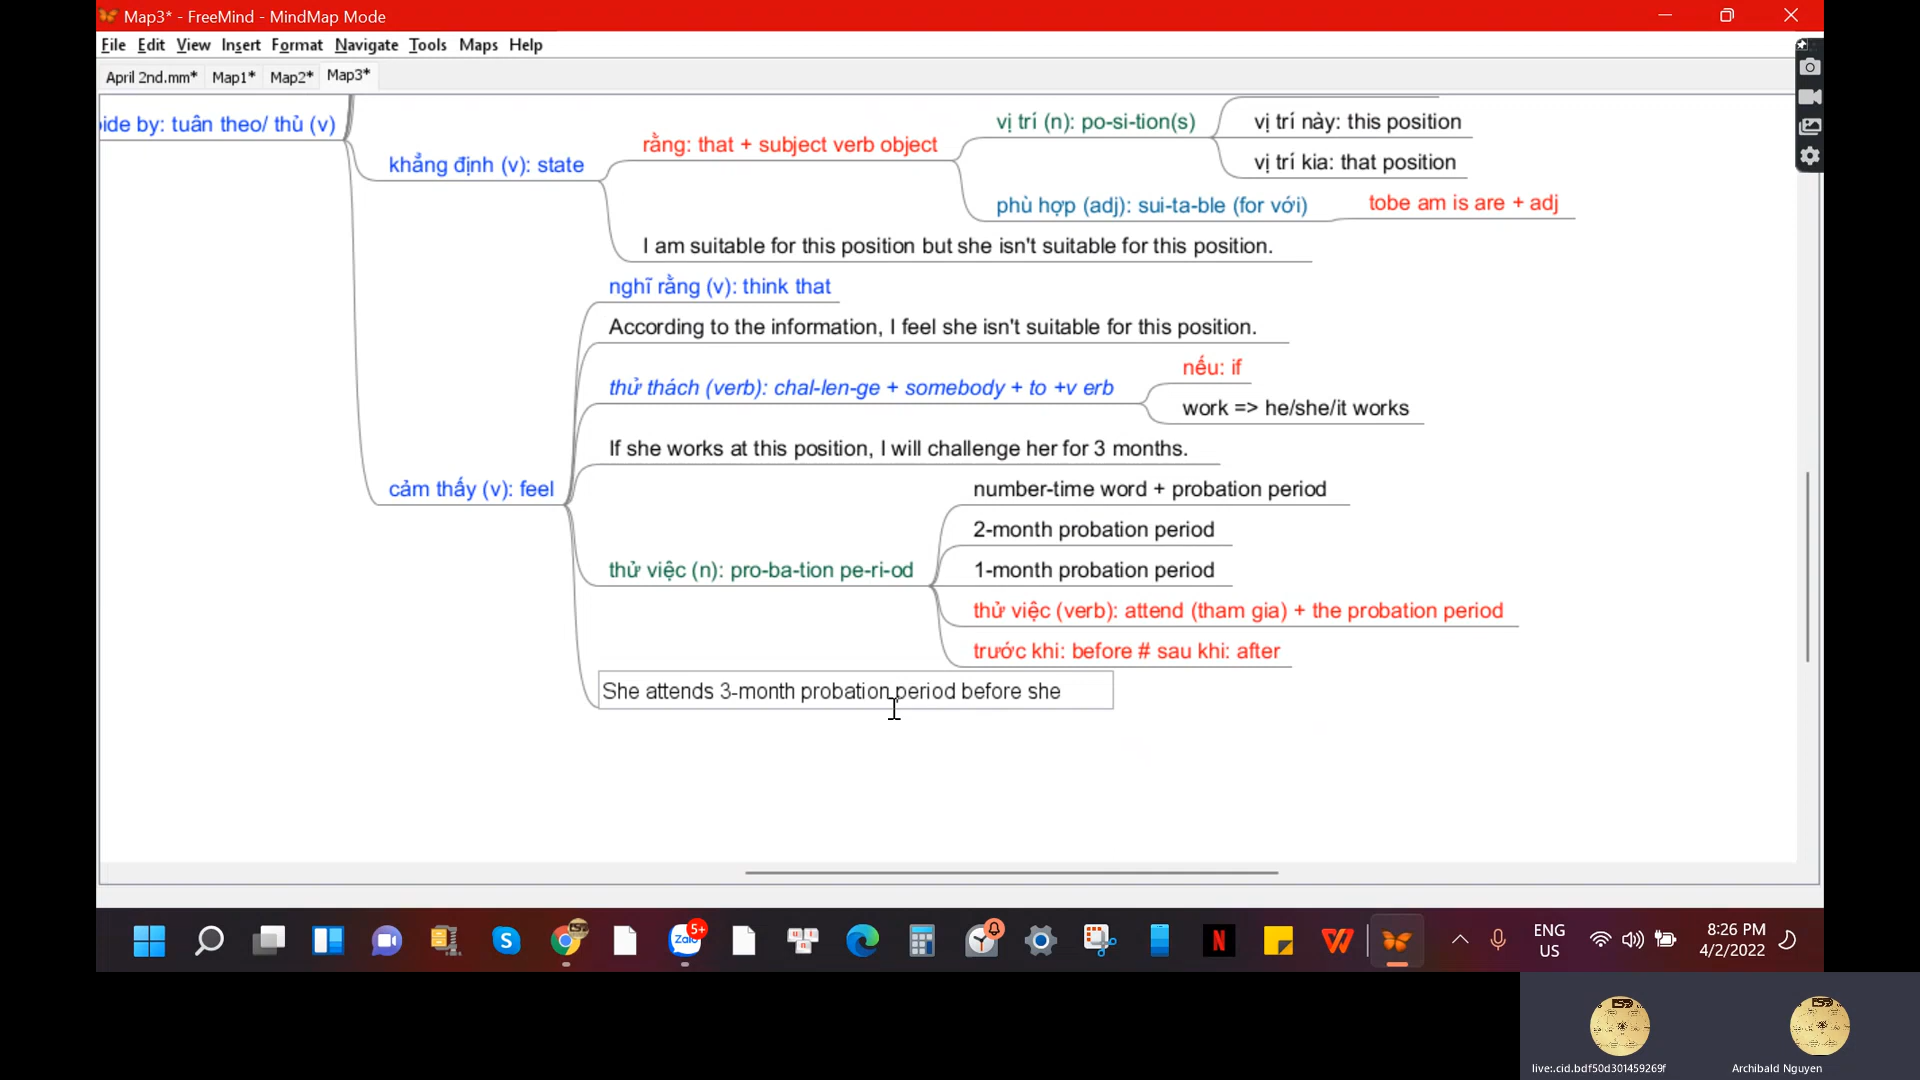 Map3* - FreeMind - MindMap Mode
File Edit View Insert Format Navigate Tools Maps Help
April 2nd.mm* Map1* Map2* Map3*
ide by: tuân theo/ thủ (v)
khẳng định (v): state
rằng: that + subject verb object
vị trí (n): po-si-tion(s)
vị trí này: this position
vị trí kia: that position
phù hợp (adj): sui-ta-ble (for với)
tobe am is are + adj
I am suitable for this position but she isn't suitable for this position.
cảm thấy (v): feel
nghĩ rằng (v): think that
According to the information, I feel she isn't suitable for this position.
thử thách (verb): chal-len-ge + somebody + to +v erb
nếu: if
work => he/she/it works
If she works at this position, I will challenge her for 3 months.
thử việc (n): pro-ba-tion pe-ri-od
number-time word + probation period
2-month probation period
1-month probation period
thử việc (verb): attend (tham gia) + the probation period
trước khi: before # sau khi: after
She attends 3-month probation period before she
Zalo
5+
N
ENG
US
8:26 PM
4/2/2022
live:.cid.bdf50d301459269f
Archibald Nguyen